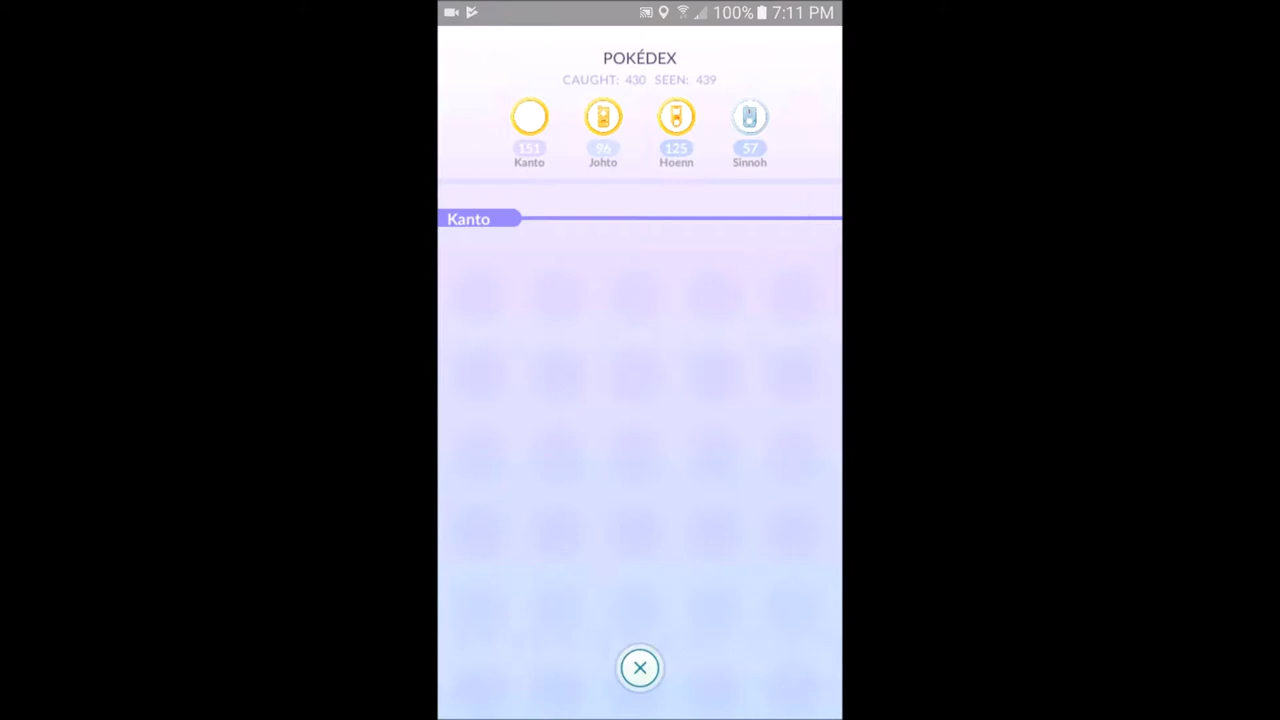 100% 7:11 PM
POKÉDEX
CAUGHT: 430 SEEN: 439
151 96 125 57
Kanto Johto Hoenn Sinnoh
Kanto